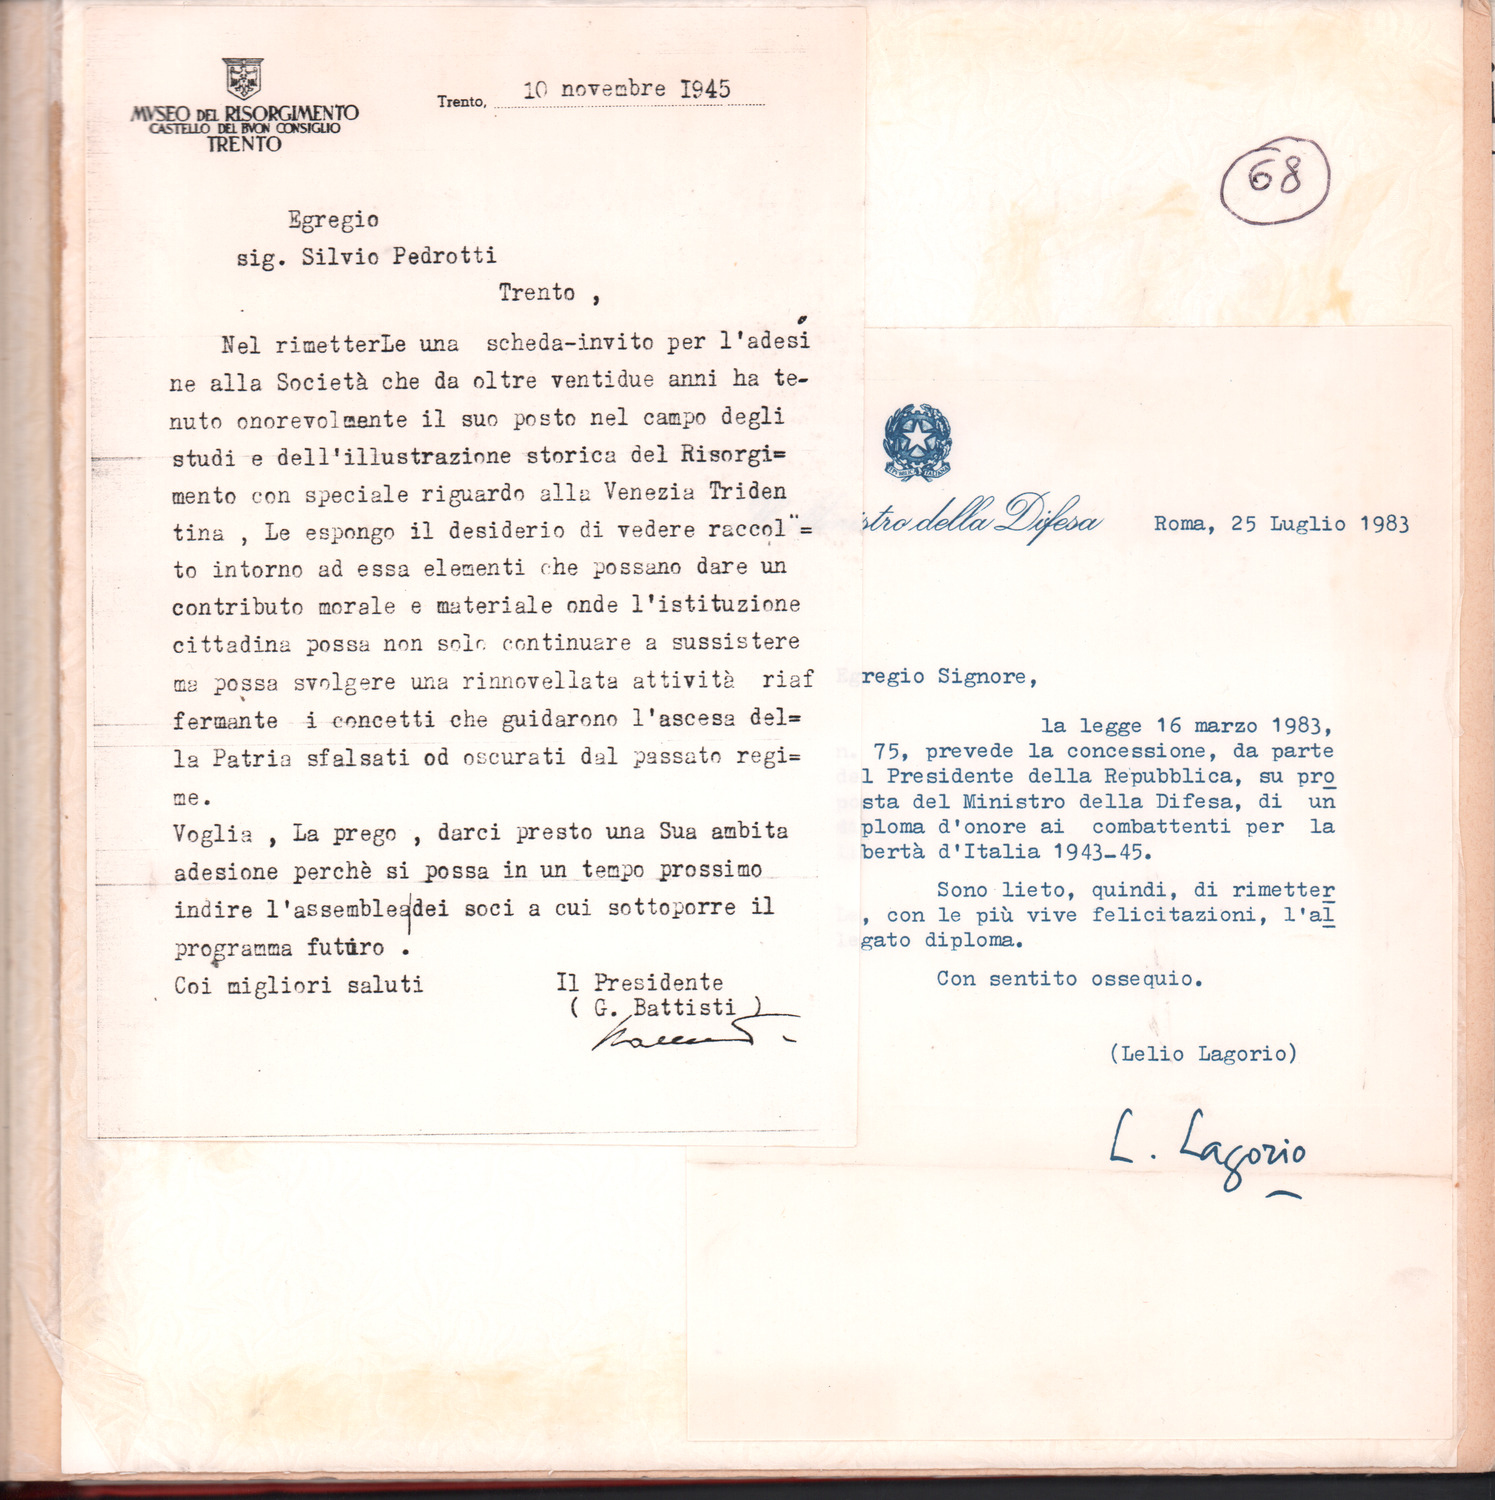 MVSEO DEL RISORGIMENTO
CASTELLO DEL BVON CONSIGLIO
TRENTO
Trento, 10 novembre 1945
Egregio
sig. Silvio Pedrotti
Trento ,
Nel rimetterLe una scheda-invito per l'adesi
o
ne alla Società che da oltre ventidue anni ha te-
nuto onorevolmente il suo posto nel campo degli
studi e dell'illustrazione storica del Risorgi=
mento con speciale riguardo alla Venezia Triden
tina , Le espongo il desiderio di vedere raccol"=
to intorno ad essa elementi che possano dare un
contributo morale e materiale onde l'istituzione
cittadina possa non solo continuare a sussistere
ma possa svolgere una rinnovellata attività riaf
fermante i concetti che guidarono l'ascesa del=
la Patria sfalsati od oscurati dal passato regi=
me.
Voglia , La prego , darci presto una Sua ambita
adesione perchè si possa in un tempo prossimo
indire l'assemblea|dei soci a cui sottoporre il
programma futuro .
Coi migliori saluti Il Presidente
( G. Battisti )
68
REPVBBLICA ITALIANA
stro della Difesa Roma, 25 Luglio 1983
Egregio Signore,
la legge 16 marzo 1983,
n. 75, prevede la concessione, da parte
del Presidente della Repubblica, su pro
sta del Ministro della Difesa, di un
ploma d'onore ai combattenti per la
bertà d'Italia 1943-45.
Sono lieto, quindi, di rimetter
Le, con le più vive felicitazioni, l'al
legato diploma.
Con sentito ossequio.
(Lelio Lagorio)
L. Lagorio